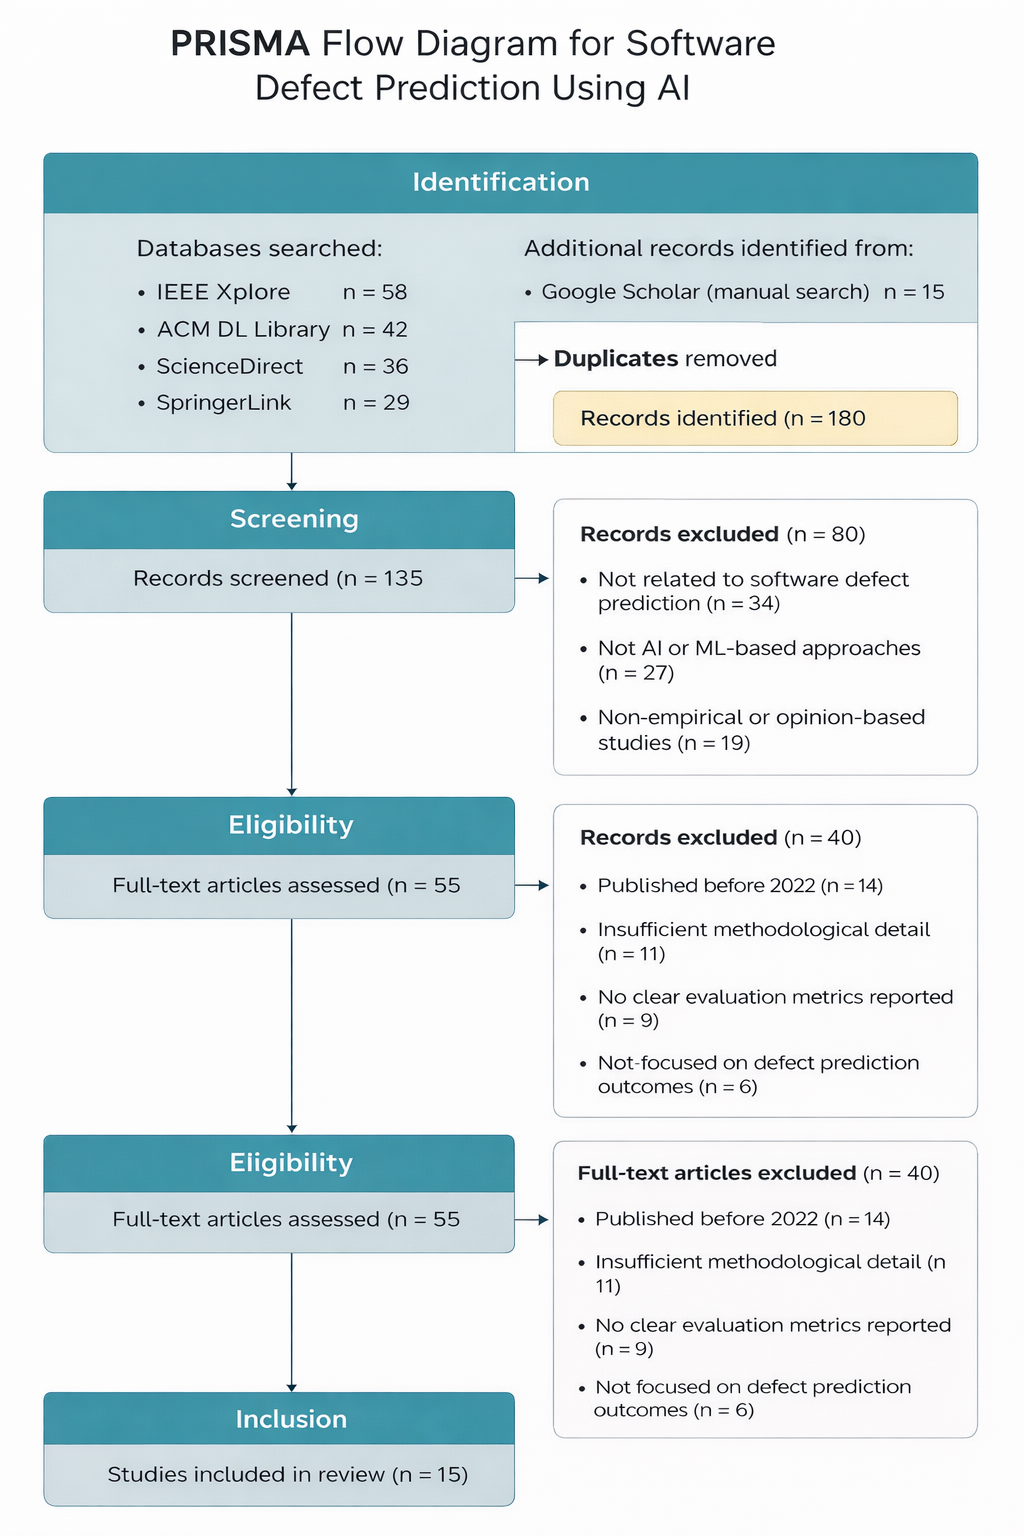 PRISMA Flow Diagram for Software
Defect Prediction Using AI
Identification
Databases searched:
• IEEE Xplore n = 58
• ACM DL Library n = 42
• ScienceDirect n = 36
• SpringerLink n = 29
Additional records identified from:
• Google Scholar (manual search) n = 15
Duplicates removed
Records identified (n = 180
Screening
Records screened (n = 135
Records excluded (n = 80)
• Not related to software defect
prediction (n = 34)
• Not AI or ML-based approaches
(n = 27)
• Non-empirical or opinion-based
studies (n = 19)
Eligibility
Full-text articles assessed (n = 55
Records excluded (n = 40)
• Published before 2022 (n = 14)
• Insufficient methodological detail
(n = 11)
• No clear evaluation metrics reported
(n = 9)
• Not-focused on defect prediction
outcomes (n = 6)
Eligibility
Full-text articles assessed (n = 55
Full-text articles excluded (n = 40)
• Published before 2022 (n = 14)
• Insufficient methodological detail (n
11)
• No clear evaluation metrics reported
(n = 9)
• Not focused on defect prediction
outcomes (n = 6)
Inclusion
Studies included in review (n = 15)